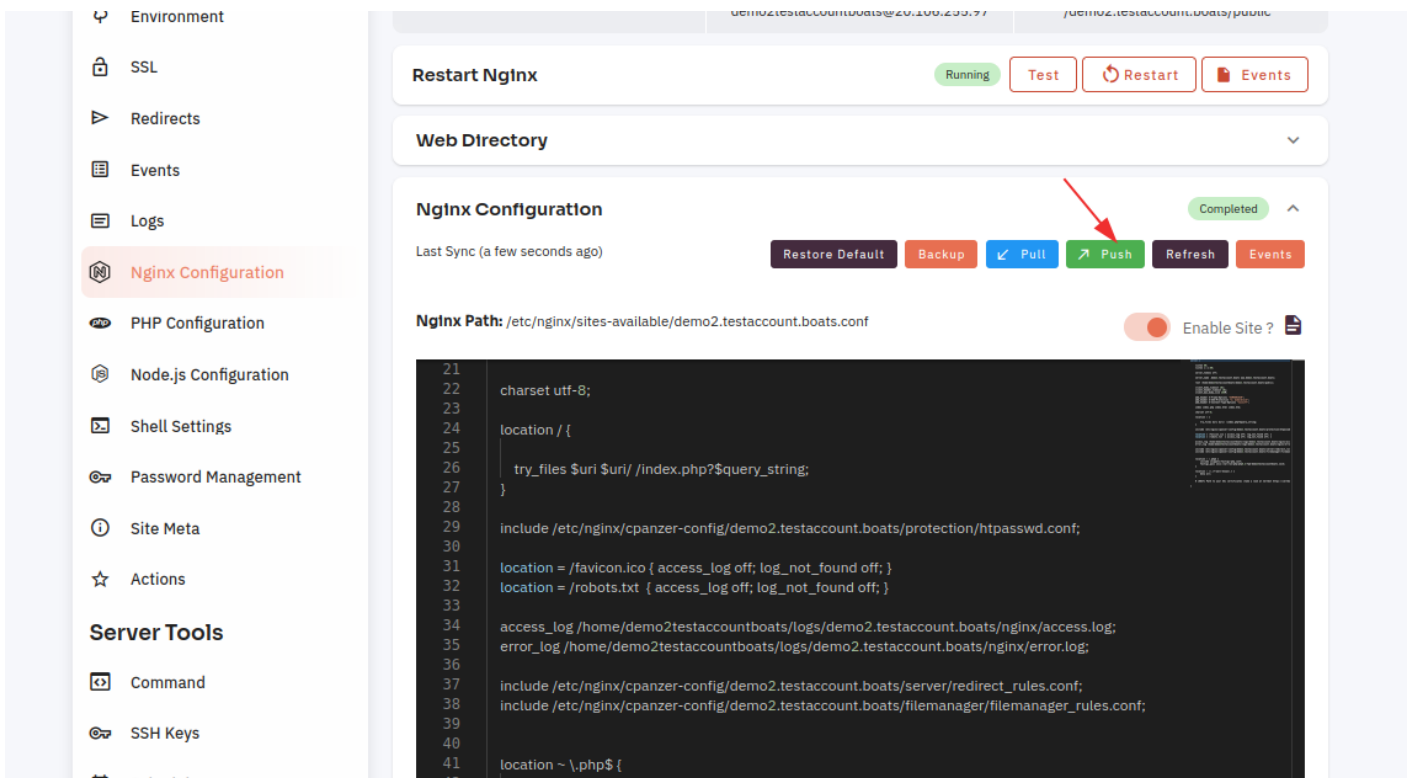 Environment
demo2testaccountboats@20.106.255.97
/demo2.testaccount.boats/public
SSL
Redirects
Events
Logs
Nginx Configuration
PHP Configuration
Node.js Configuration
Shell Settings
Password Management
Site Meta
Actions
Server Tools
Command
SSH Keys
Restart Nginx
Running
Test
Restart
Events
Web Directory
Nginx Configuration
Completed
Last Sync (a few seconds ago)
Restore Default
Backup
Pull
Push
Refresh
Events
Nginx Path: /etc/nginx/sites-available/demo2.testaccount.boats.conf
Enable Site ?
21
22 charset utf-8;
23
24 location / {
25
26 try_files $uri $uri/ /index.php?$query_string;
27 }
28
29 include /etc/nginx/cpanzer-config/demo2.testaccount.boats/protection/htpasswd.conf;
30
31 location = /favicon.ico { access_log off; log_not_found off; }
32 location = /robots.txt { access_log off; log_not_found off; }
33
34 access_log /home/demo2testaccountboats/logs/demo2.testaccount.boats/nginx/access.log;
35 error_log /home/demo2testaccountboats/logs/demo2.testaccount.boats/nginx/error.log;
36
37 include /etc/nginx/cpanzer-config/demo2.testaccount.boats/server/redirect_rules.conf;
38 include /etc/nginx/cpanzer-config/demo2.testaccount.boats/filemanager/filemanager_rules.conf;
39
40
41 location ~ \.php$ {